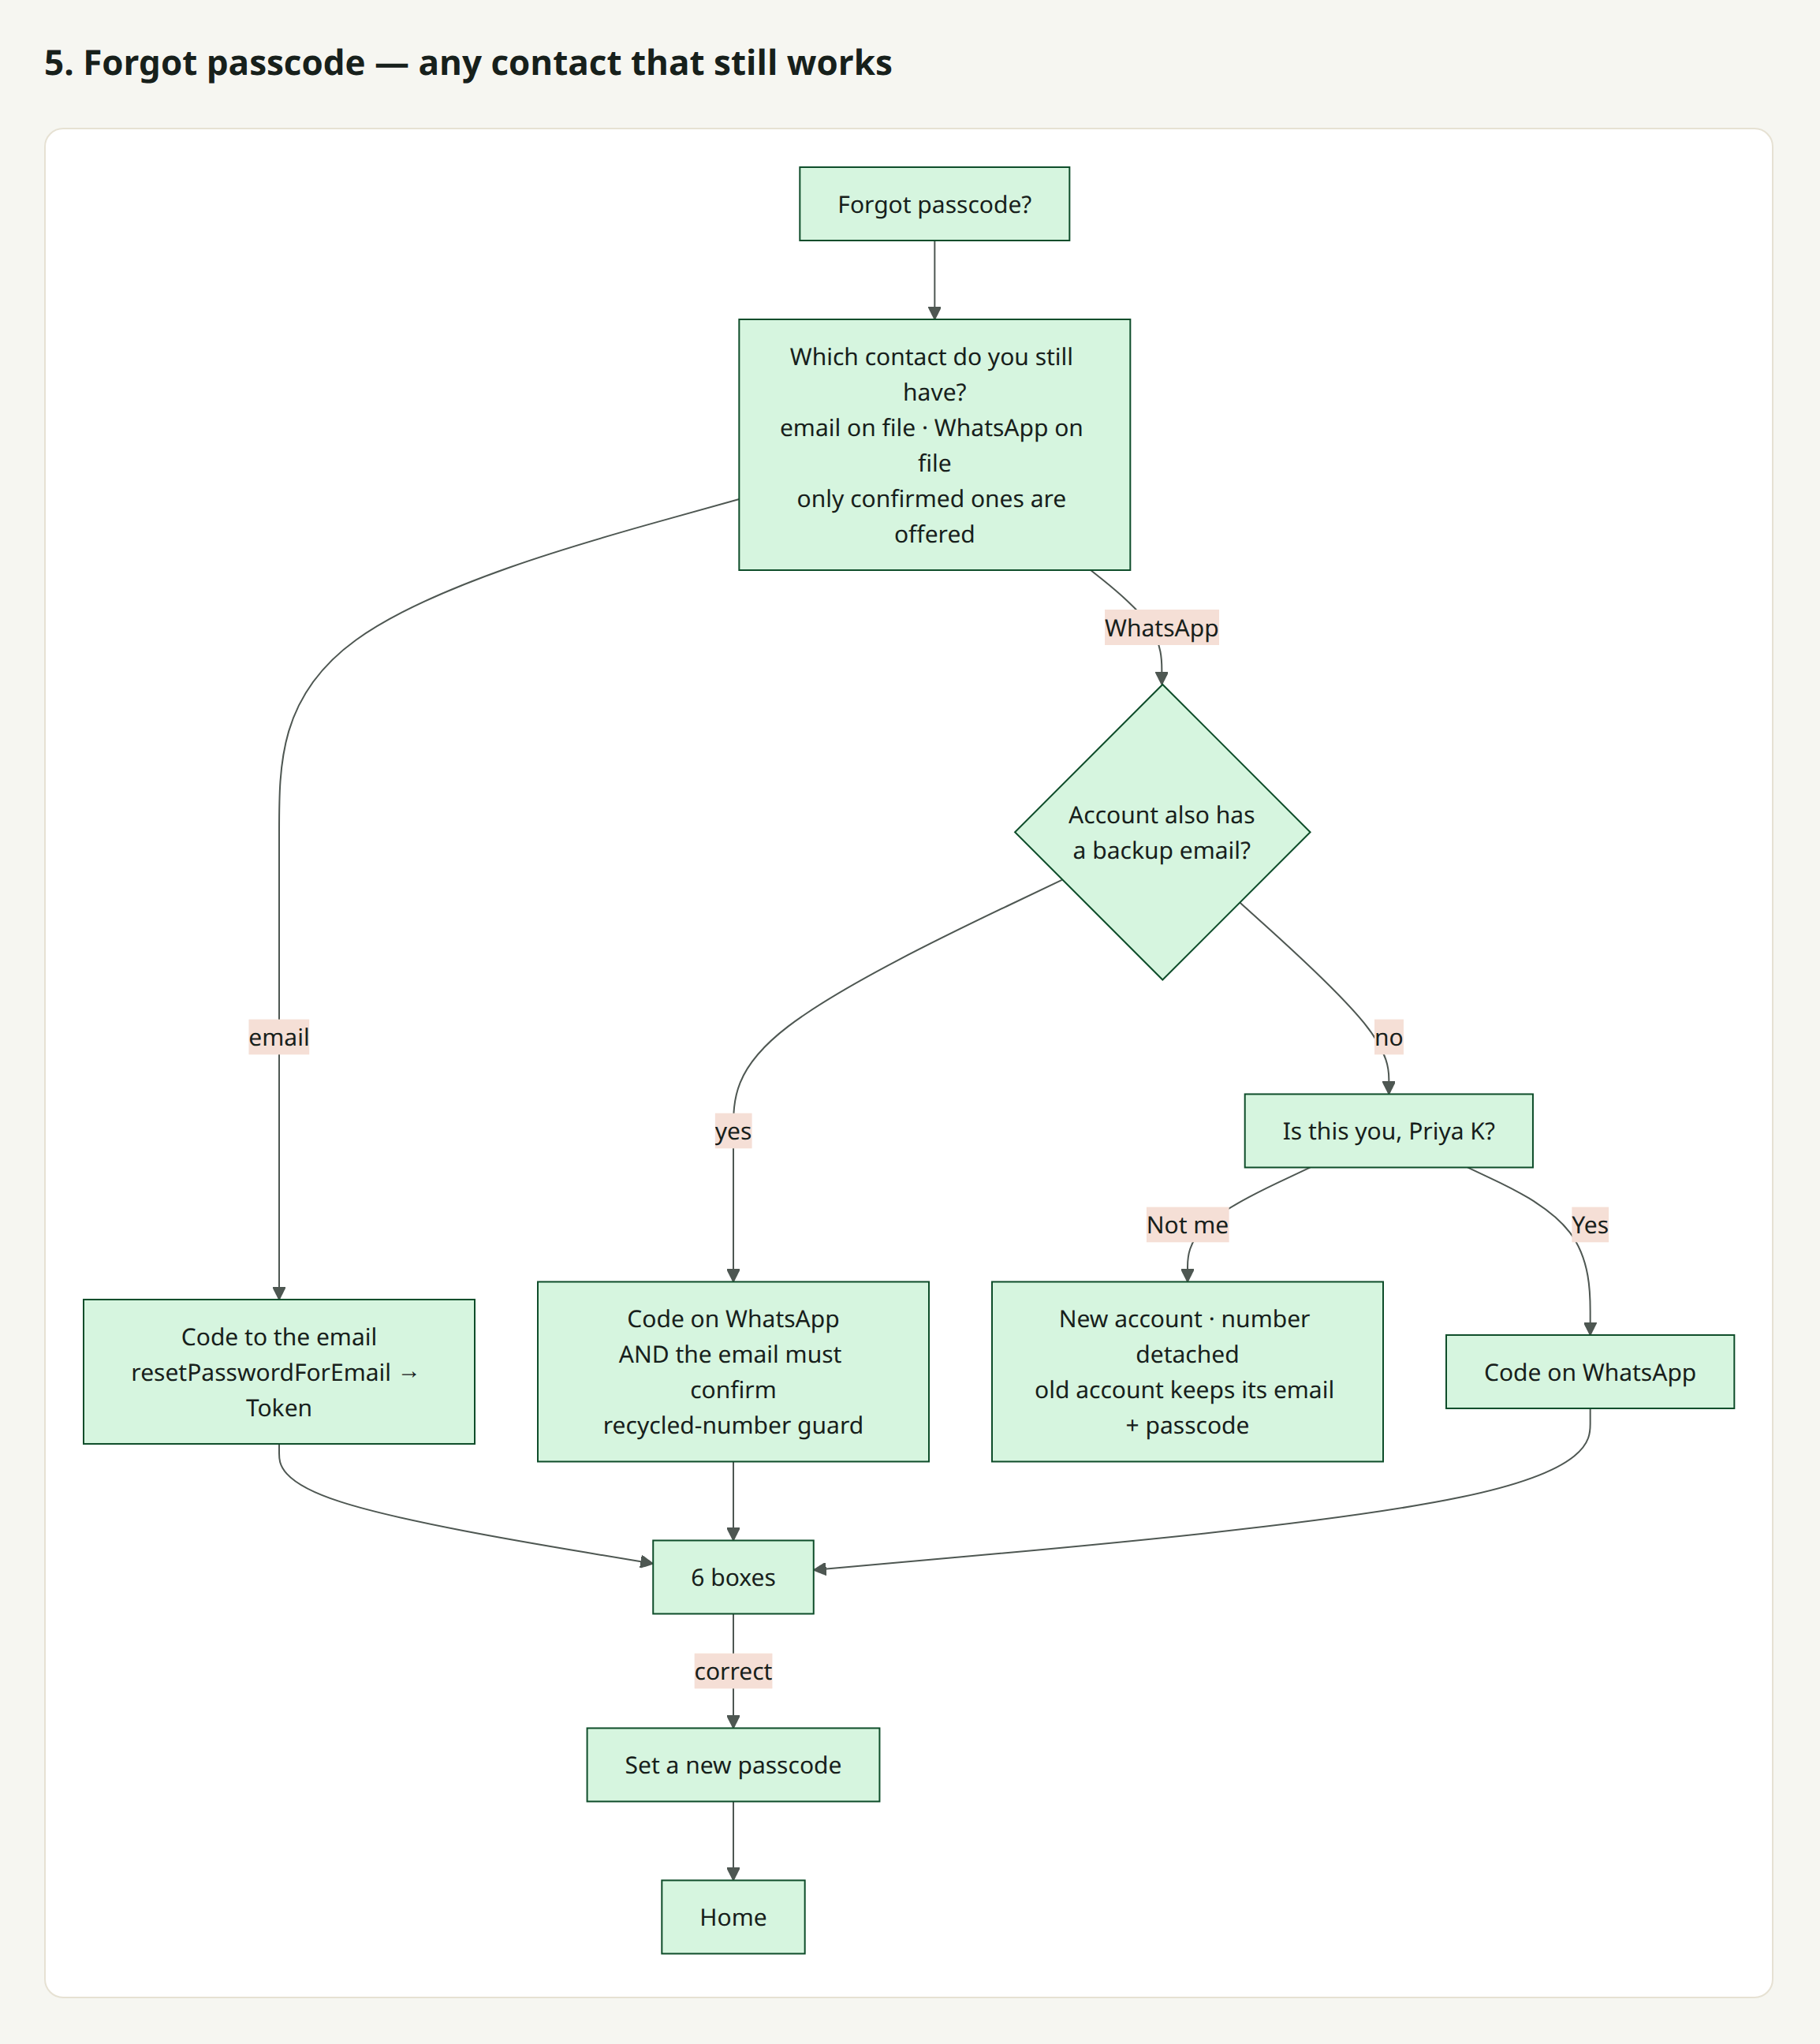 5. Forgot passcode — any contact that still works
Forgot passcode?
Which contact do you still
have?
email on file · WhatsApp on
file
only confirmed ones are
offered
WhatsApp
Account also has
a backup email?
email
no
yes
Is this you, Priya K?
Not me
Yes
Code to the email
resetPasswordForEmail →
Token
Code on WhatsApp
AND the email must
confirm
recycled-number guard
New account · number
detached
old account keeps its email
+ passcode
Code on WhatsApp
6 boxes
correct
Set a new passcode
Home